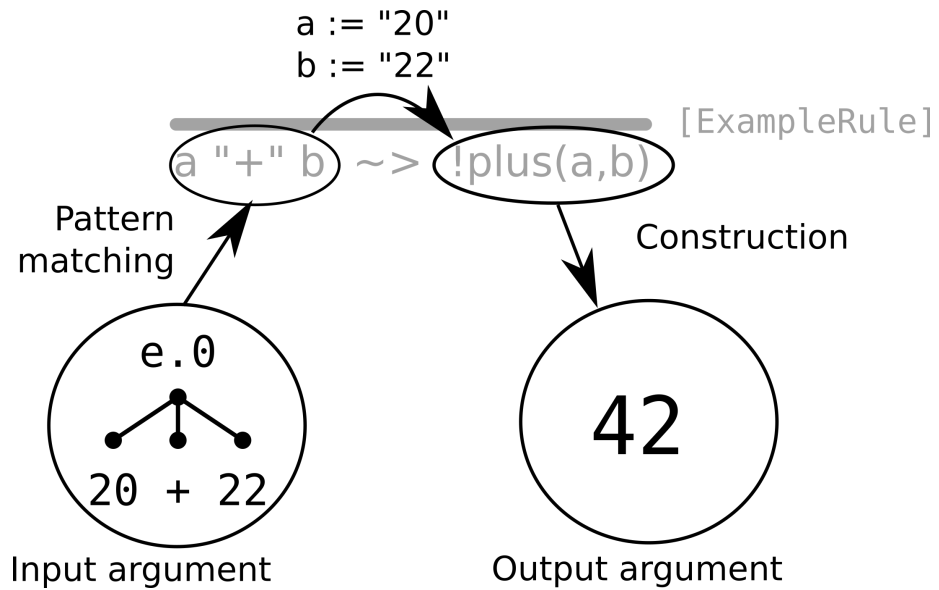 a := "20"
b := "22"
[ExampleRule]
a "+" b ~> !plus(a,b)
Pattern
matching
Construction
e.0
20 + 22
42
Input argument
Output argument